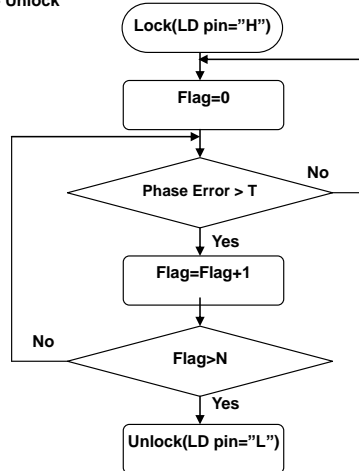 Unlock
Lock(LD pin=”H”)
Flag=0
Phase Error > T
No
Yes
Flag=Flag+1
No
Flag>N
Yes
Unlock(LD pin=”L”)